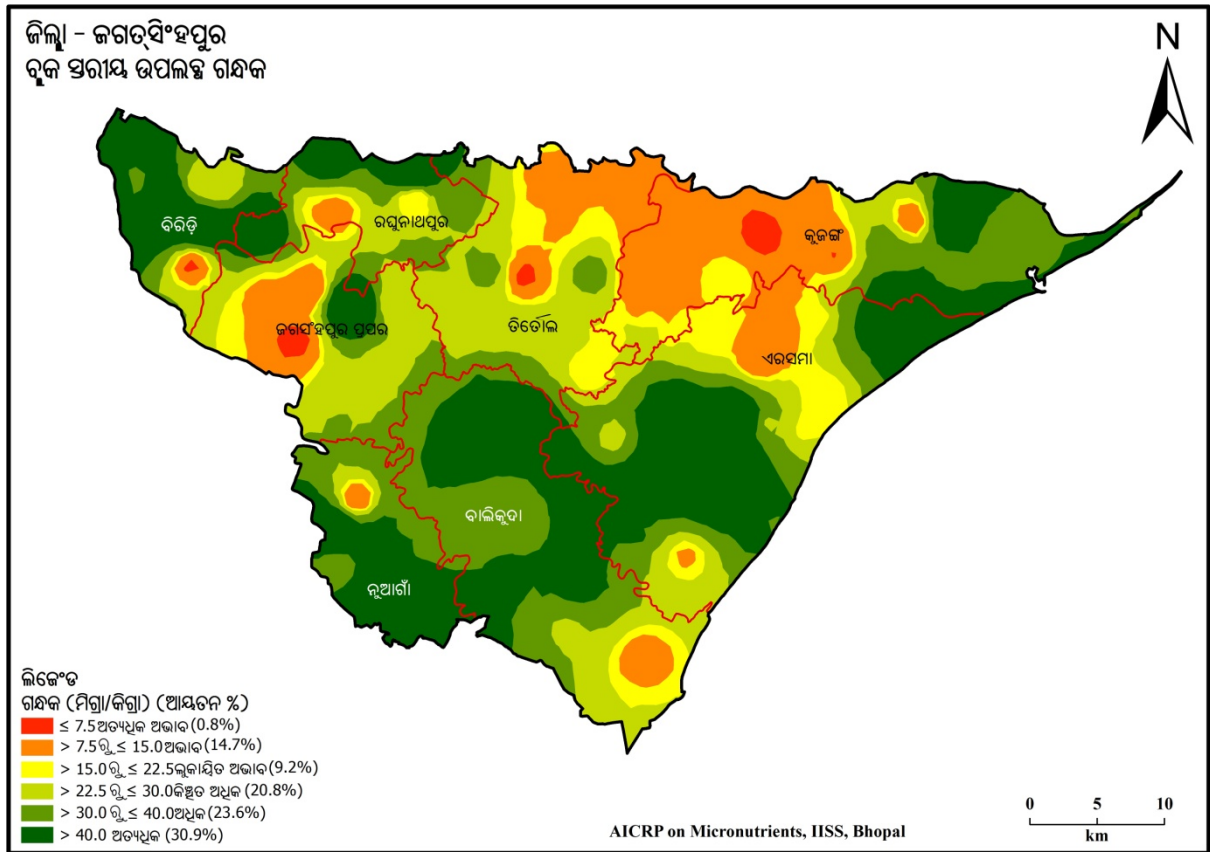 ଜିଲ୍ଲା - ଜଗତ୍‌ସିଂହପୁର
ବ୍ଲକ ସ୍ତରୀୟ ଉପଲବ୍ଧ ଗନ୍ଧକ
N
ବିରିଡ଼ି
ରଘୁନାଥପୁର
କୁଜଙ୍ଗ
ଜଗସିଂହପୁର ପ୍ରପର
ତିର୍ତୋଲ
ଏରସମା
ବାଲିକୁଦା
ନୁଆଗାଁ
ଲିଜେଂଡ
ଗନ୍ଧକ (ମିଗ୍ରା/କିଗ୍ରା) (ଆୟତନ %)
≤ 7.5 ଅତ୍ୟଧିକ ଅଭାବ (0.8%)
> 7.5 ରୁ ≤ 15.0 ଅଭାବ (14.7%)
> 15.0 ରୁ ≤ 22.5 ଲୁକାୟିତ ଅଭାବ (9.2%)
> 22.5 ରୁ ≤ 30.0 କିଞ୍ଚିତ ଅଧିକ (20.8%)
> 30.0 ରୁ ≤ 40.0 ଅଧିକ (23.6%)
> 40.0 ଅତ୍ୟଧିକ (30.9%)
AICRP on Micronutrients, IISS, Bhopal
0 5 10
km